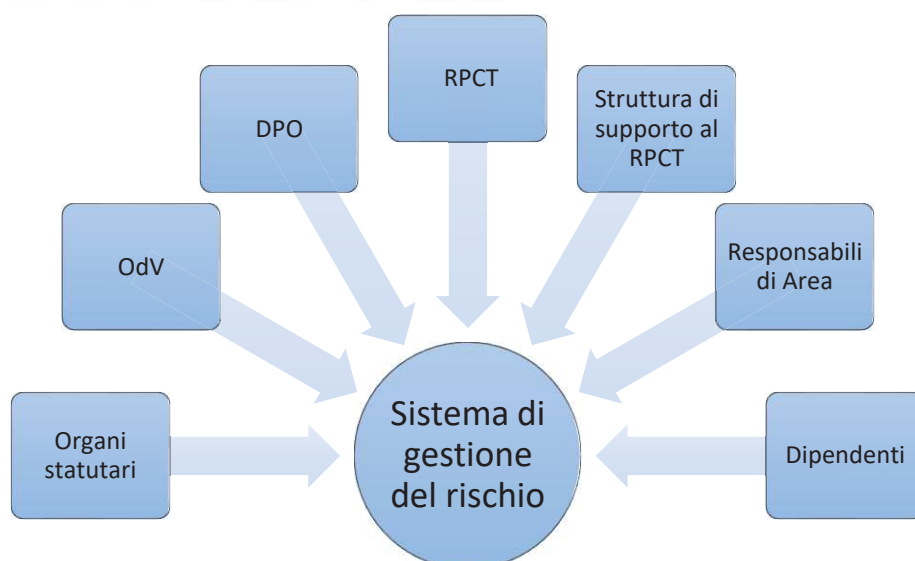 RPCT
DPO
Struttura di
supporto al
RPCT
OdV
Responsabili
di Area
Organi
statutari
Sistema di
gestione
del rischio
Dipendenti